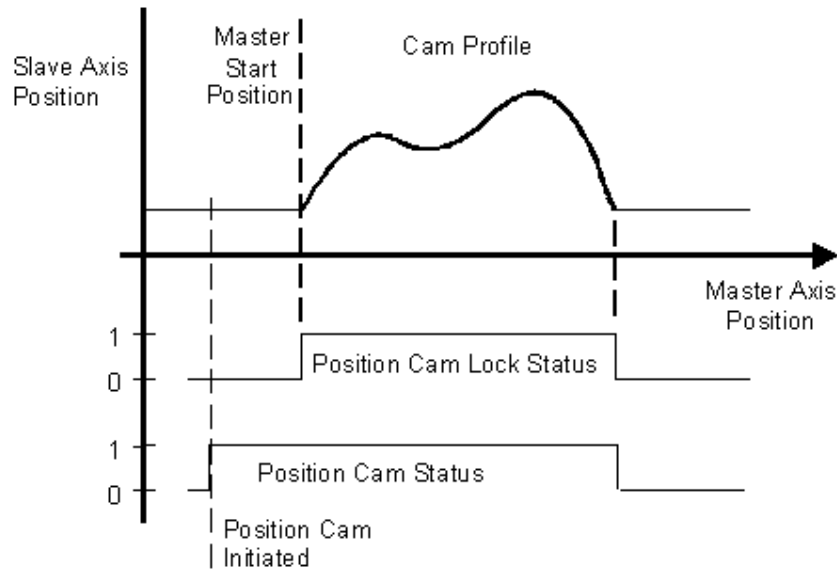 Slave Axis
Position
Master
Start
Position
Cam Profile
Master Axis
Position
1
0
Position Cam Lock Status
1
0
Position Cam Status
Position Cam
Initiated